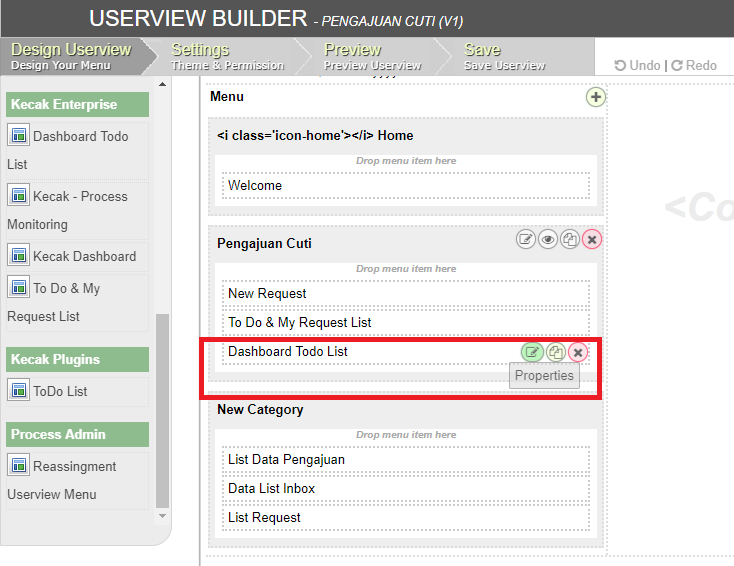 USERVIEW BUILDER - PENGAJUAN CUTI (V1)
Design Userview
Design Your Menu
Settings
Theme & Permission
Preview
Preview Userview
Save
Save Userview
Undo | Redo
Kecak Enterprise
Dashboard Todo
List
Kecak - Process
Monitoring
Kecak Dashboard
To Do & My
Request List
Kecak Plugins
ToDo List
Process Admin
Reassingment
Userview Menu
Menu
<i class='icon-home'></i> Home
Drop menu item here
Welcome
Pengajuan Cuti
Drop menu item here
New Request
To Do & My Request List
Dashboard Todo List
Properties
New Category
Drop menu item here
List Data Pengajuan
Data List Inbox
List Request
<Co